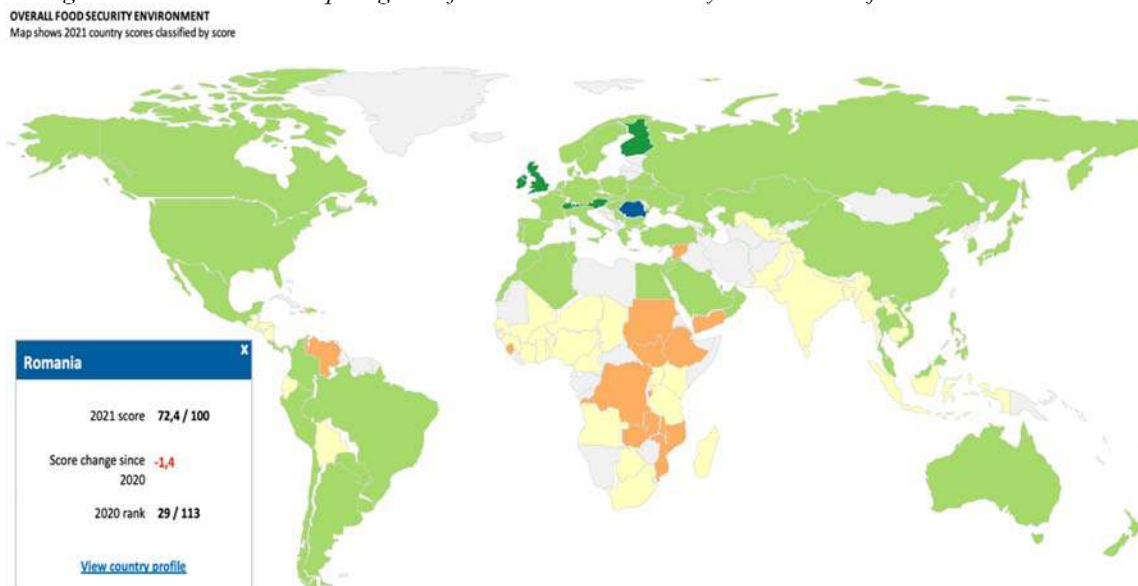 OVERALL FOOD SECURITY ENVIRONMENT
Map shows 2021 country scores classified by score
Romania
X
2021 score 72,4 / 100
Score change since -1,4
2020
2020 rank 29 / 113
View country profile